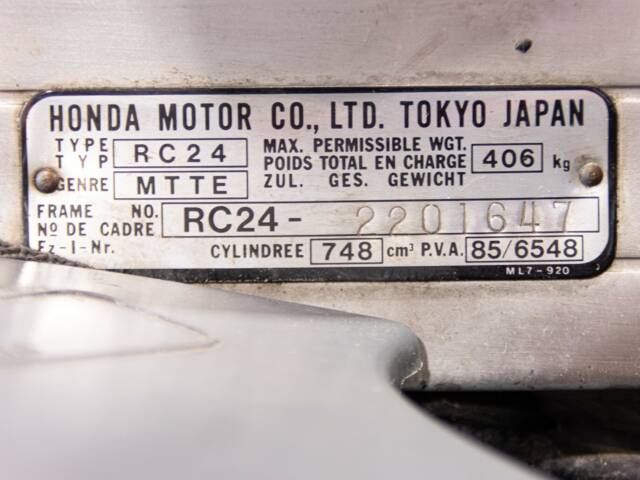 HONDA MOTOR CO., LTD. TOKYO JAPAN
TYPE TYP RC24 MAX. PERMISSIBLE WGT.
POIDS TOTAL EN CHARGE 406 kg
GENRE MTTE ZUL. GES. GEWICHT
FRAME NO.
Nº DE CADRE RC24-2201647
Fz-I-Nr. CYLINDREE 748 cm³ P.V.A. 85/6548
ML7-920